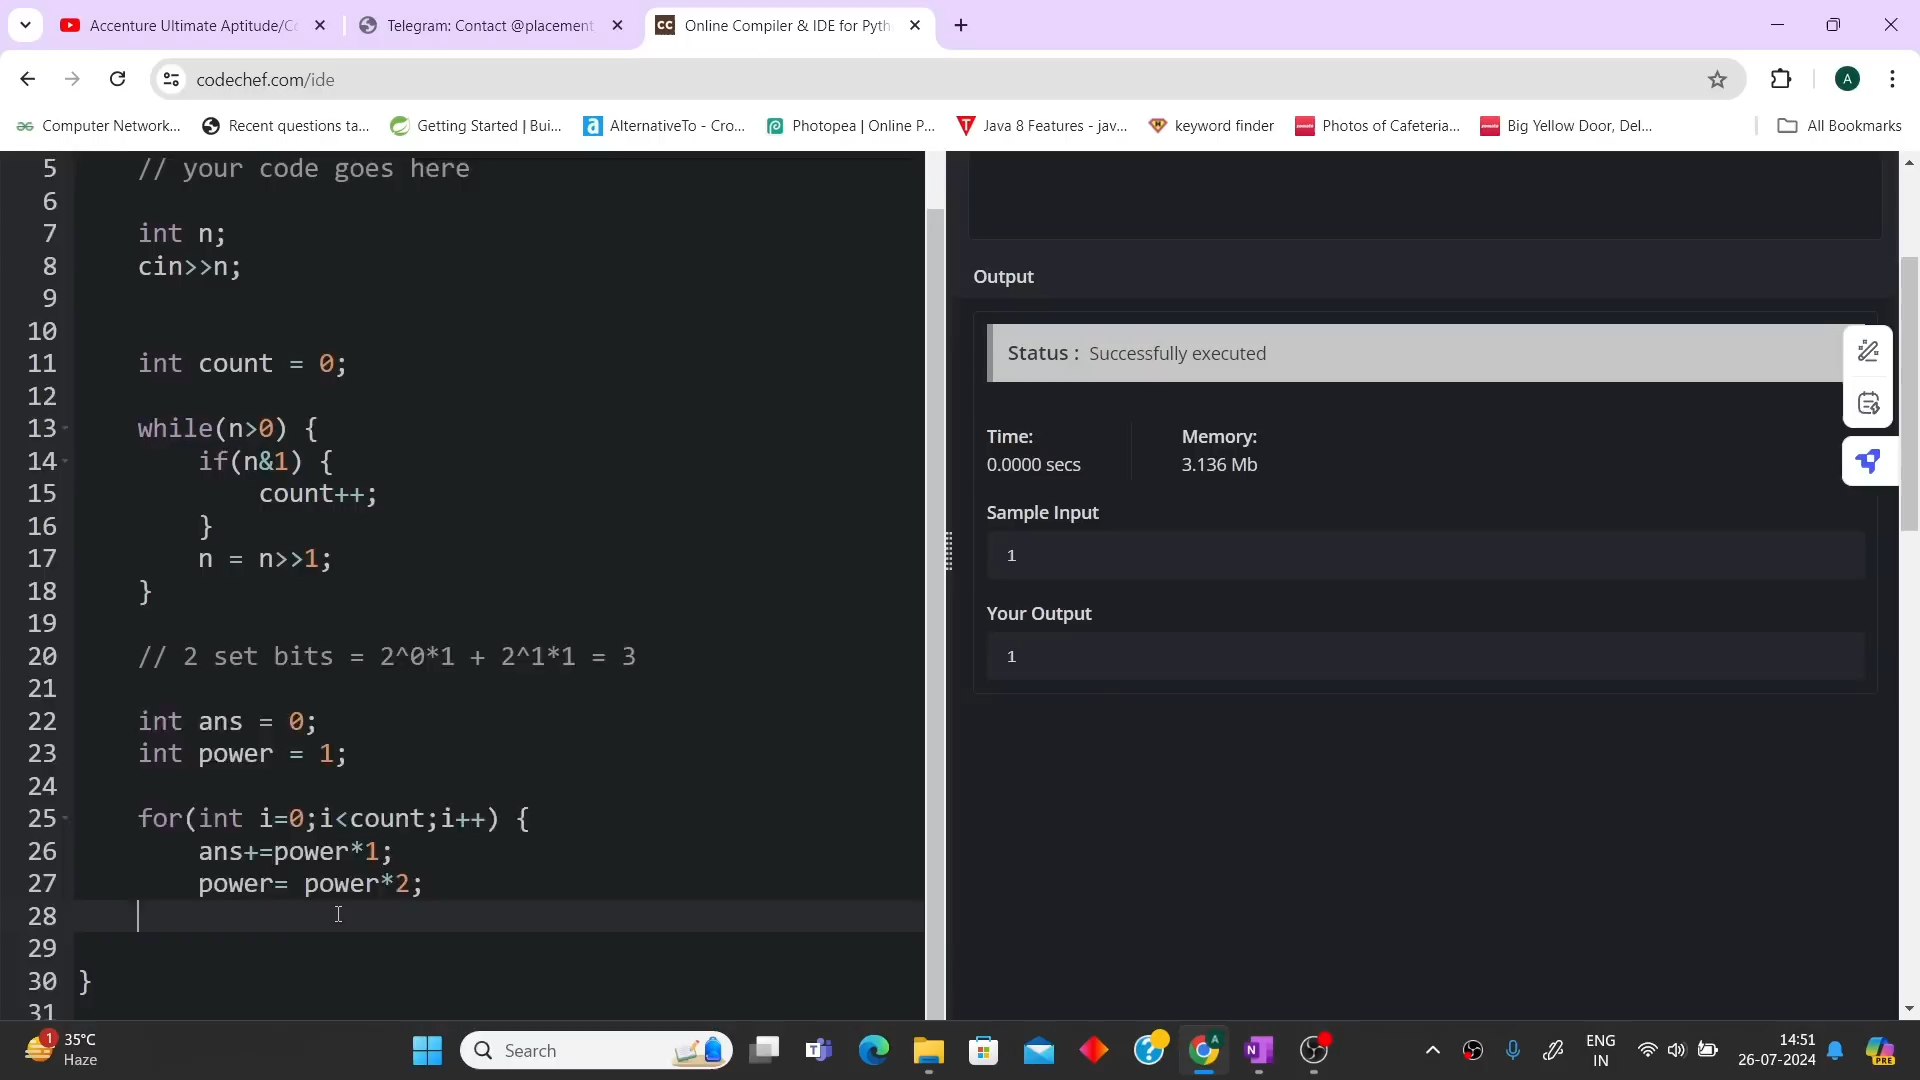 Accenture Ultimate Aptitude/Co
Telegram: Contact @placement
CC Online Compiler & IDE for Pyth
codechef.com/ide
A
Computer Network...
Recent questions ta...
Getting Started | Bui...
AlternativeTo - Cro...
Photopea | Online P...
Java 8 Features - jav...
keyword finder
Photos of Cafeteria...
Big Yellow Door, Del...
All Bookmarks
5 // your code goes here
6
7 int n;
8 cin>>n;
9
10
11 int count = 0;
12
13 while(n>0) {
14 if(n&1) {
15 count++;
16 }
17 n = n>>1;
18 }
19
20 // 2 set bits = 2^0*1 + 2^1*1 = 3
21
22 int ans = 0;
23 int power = 1;
24
25 for(int i=0;i<count;i++) {
26 ans+=power*1;
27 power= power*2;
28
29
30 }
31
Output
Status : Successfully executed
Time: Memory:
0.0000 secs 3.136 Mb
Sample Input
1
Your Output
1
1
35°C
Haze
Search
ENG
IN
14:51
26-07-2024
PRE